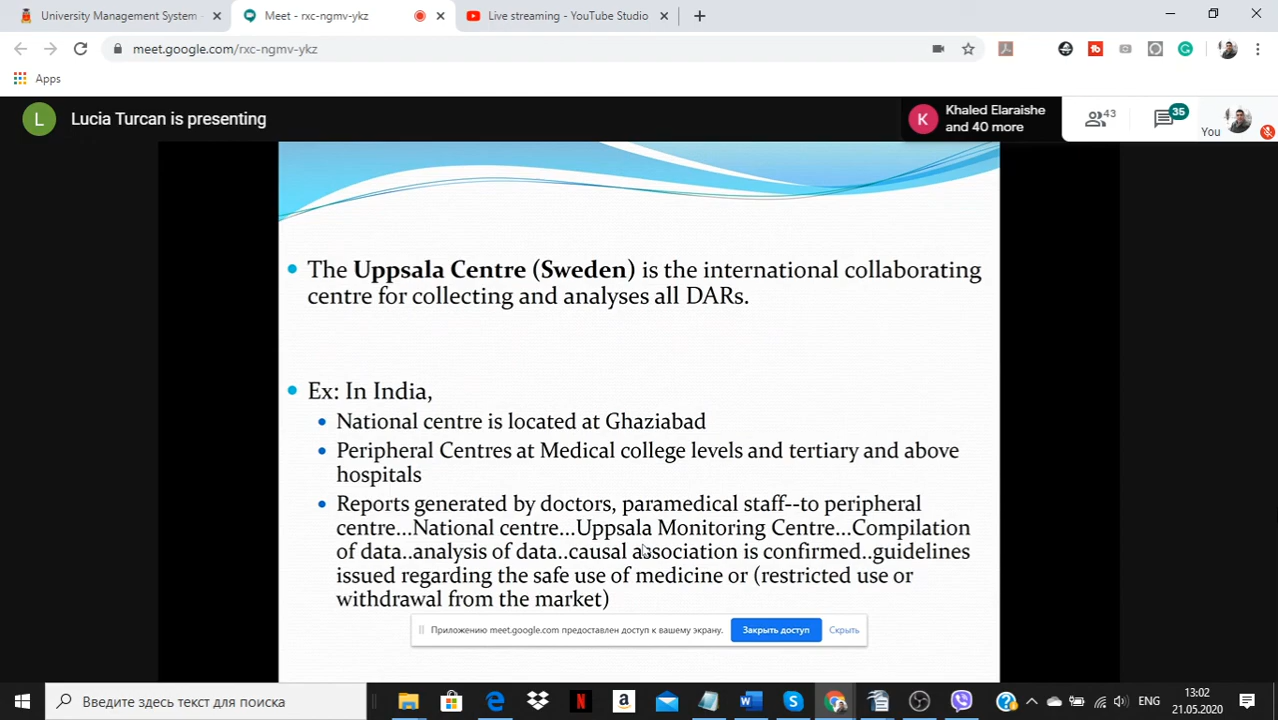 University Management System -
Meet - rxc-ngmv-ykz
Live streaming - YouTube Studio
meet.google.com/rxc-ngmv-ykz
Apps
L
Lucia Turcan is presenting
K
Khaled Elaraishe
and 40 more
43
35
You
The Uppsala Centre (Sweden) is the international collaborating
centre for collecting and analyses all DARs.
Ex: In India,
National centre is located at Ghaziabad
Peripheral Centres at Medical college levels and tertiary and above
hospitals
Reports generated by doctors, paramedical staff--to peripheral
centre...National centre...Uppsala Monitoring Centre...Compilation
of data..analysis of data..causal association is confirmed..guidelines
issued regarding the safe use of medicine or (restricted use or
withdrawal from the market)
Приложению meet.google.com предоставлен доступ к вашему экрану.
Закрыть доступ
Скрыть
Введите здесь текст для поиска
ENG
13:02
21.05.2020